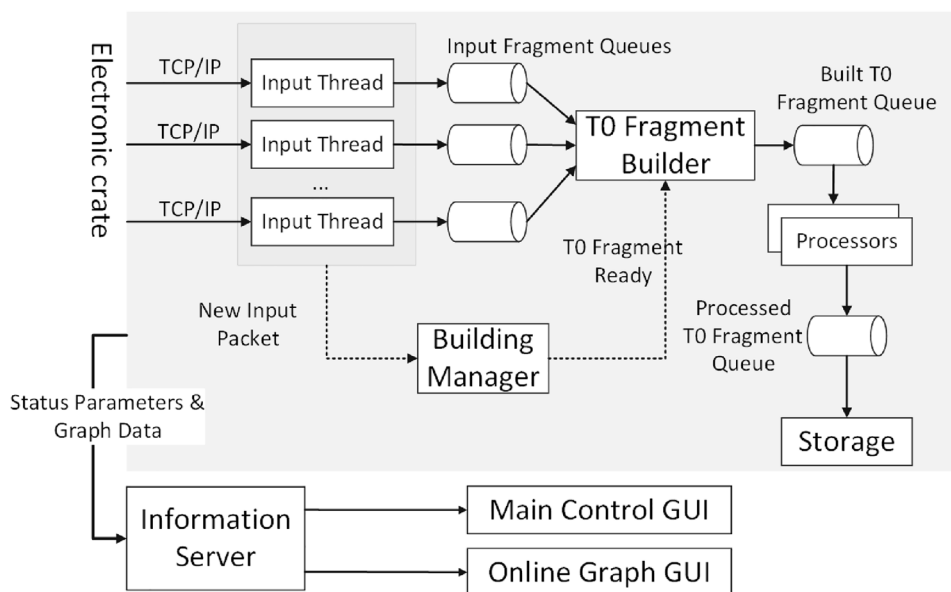 Electronic crate
TCP/IP
Input Thread
TCP/IP
Input Thread
...
TCP/IP
Input Thread
Input Fragment Queues
T0 Fragment
Builder
Built T0
Fragment Queue
Processors
T0 Fragment
Ready
New Input
Packet
Building
Manager
Processed
T0 Fragment
Queue
Storage
Status Parameters &
Graph Data
Information
Server
Main Control GUI
Online Graph GUI